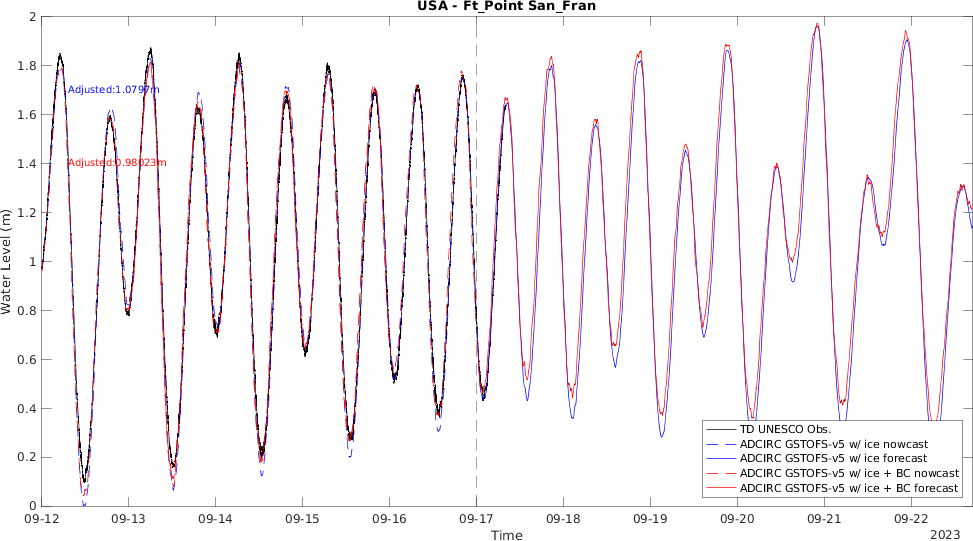 USA - Ft_Point San_Fran
2
1.8
1.6
1.4
1.2
1
0.8
0.6
0.4
0.2
0
Water Level (m)
Adjusted:1.0797m
Adjusted:0.98023m
TD UNESCO Obs.
ADCIRC GSTOFS-v5 w/ ice nowcast
ADCIRC GSTOFS-v5 w/ ice forecast
ADCIRC GSTOFS-v5 w/ ice + BC nowcast
ADCIRC GSTOFS-v5 w/ ice + BC forecast
09-12 09-13 09-14 09-15 09-16 09-17 09-18 09-19 09-20 09-21 09-22
Time
2023